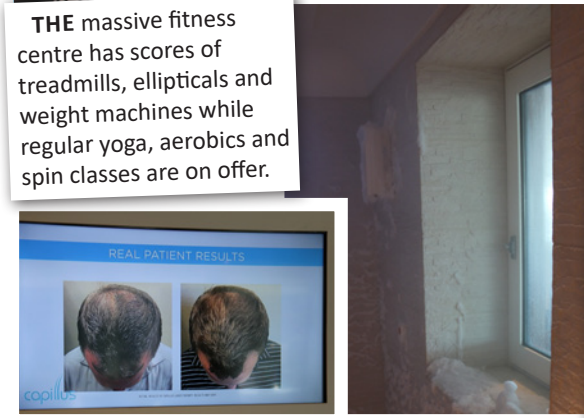 THE massive fitness
centre has scores of
treadmills, ellipticals and
weight machines while
regular yoga, aerobics and
spin classes are on offer.
REAL PATIENT RESULTS
capillus